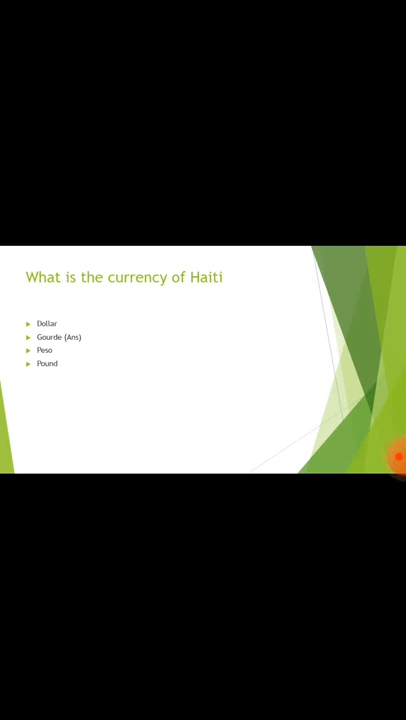 What is the currency of Haiti
Dollar
Gourde (Ans)
Peso
Pound